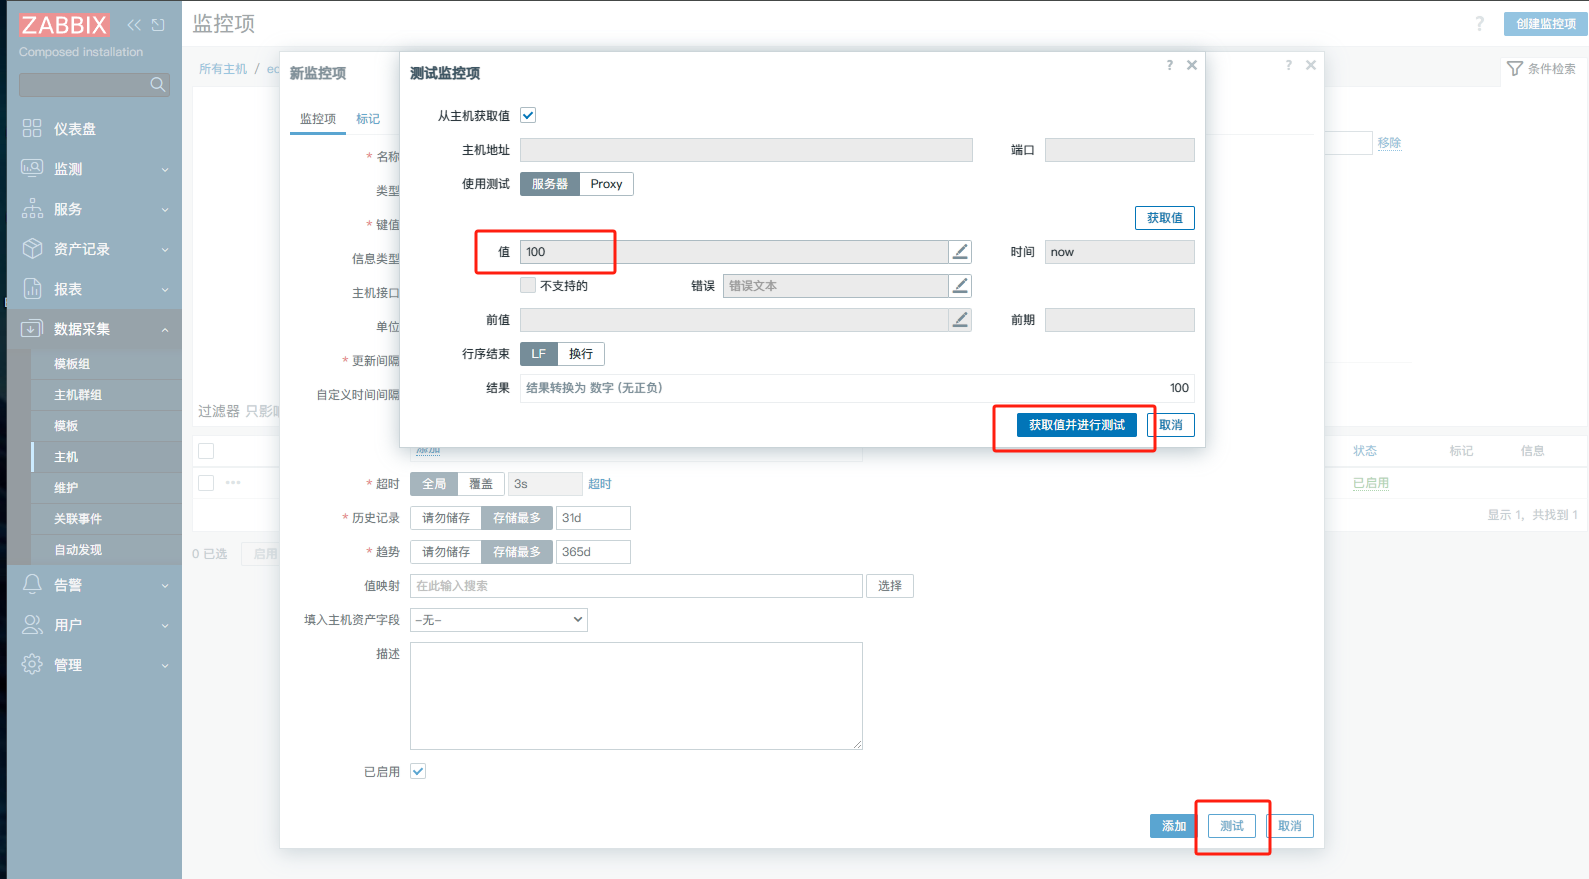 ZABBIX
Composed installation
仪表盘
监测
服务
资产记录
报表
数据采集
模板组
主机群组
模板
主机
维护
关联事件
自动发现
告警
用户
管理
监控项
?
创建监控项
所有主机 / ec
条件检索
移除
过滤器 只影响
状态
标记
信息
已启用
显示 1，共找到 1
0 已选
启用
新监控项
?
监控项
标记
* 名称
类型
* 键值
信息类型
主机接口
单位
* 更新间隔
自定义时间间隔
添加
* 超时
全局
覆盖
3s
超时
* 历史记录
请勿储存
存储最多
31d
* 趋势
请勿储存
存储最多
365d
值映射
在此输入搜索
选择
填入主机资产字段
-无-
描述
已启用
添加
测试
取消
测试监控项
?
从主机获取值
主机地址
端口
使用测试
服务器
Proxy
获取值
值
100
时间
now
不支持的
错误
错误文本
前值
前期
行序结束
LF
换行
结果
结果转换为 数字 (无正负)
100
获取值并进行测试
取消